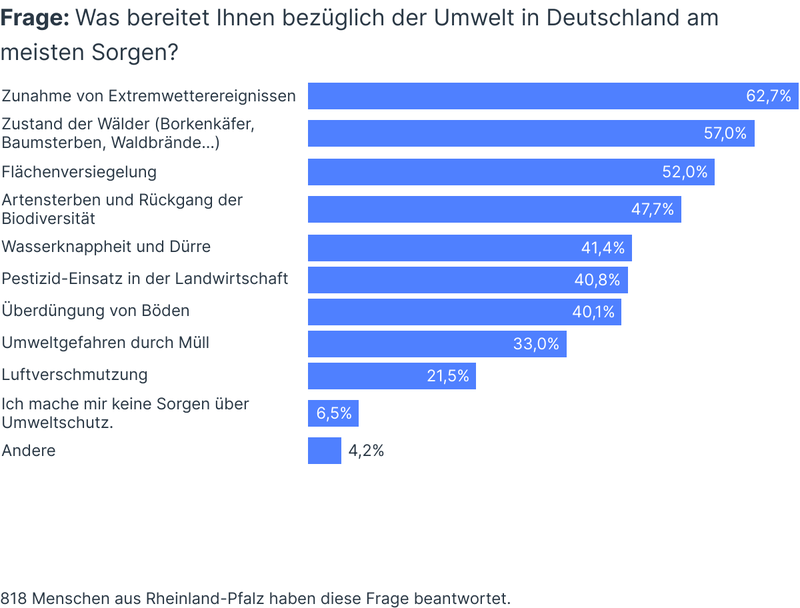 Frage: Was bereitet Ihnen bezüglich der Umwelt in Deutschland am
meisten Sorgen?
Zunahme von Extremwetterereignissen 62,7%
Zustand der Wälder (Borkenkäfer,
Baumsterben, Waldbrände...) 57,0%
Flächenversiegelung 52,0%
Artensterben und Rückgang der
Biodiversität 47,7%
Wasserknappheit und Dürre 41,4%
Pestizid-Einsatz in der Landwirtschaft 40,8%
Überdüngung von Böden 40,1%
Umweltgefahren durch Müll 33,0%
Luftverschmutzung 21,5%
Ich mache mir keine Sorgen über
Umweltschutz. 6,5%
Andere 4,2%
818 Menschen aus Rheinland-Pfalz haben diese Frage beantwortet.